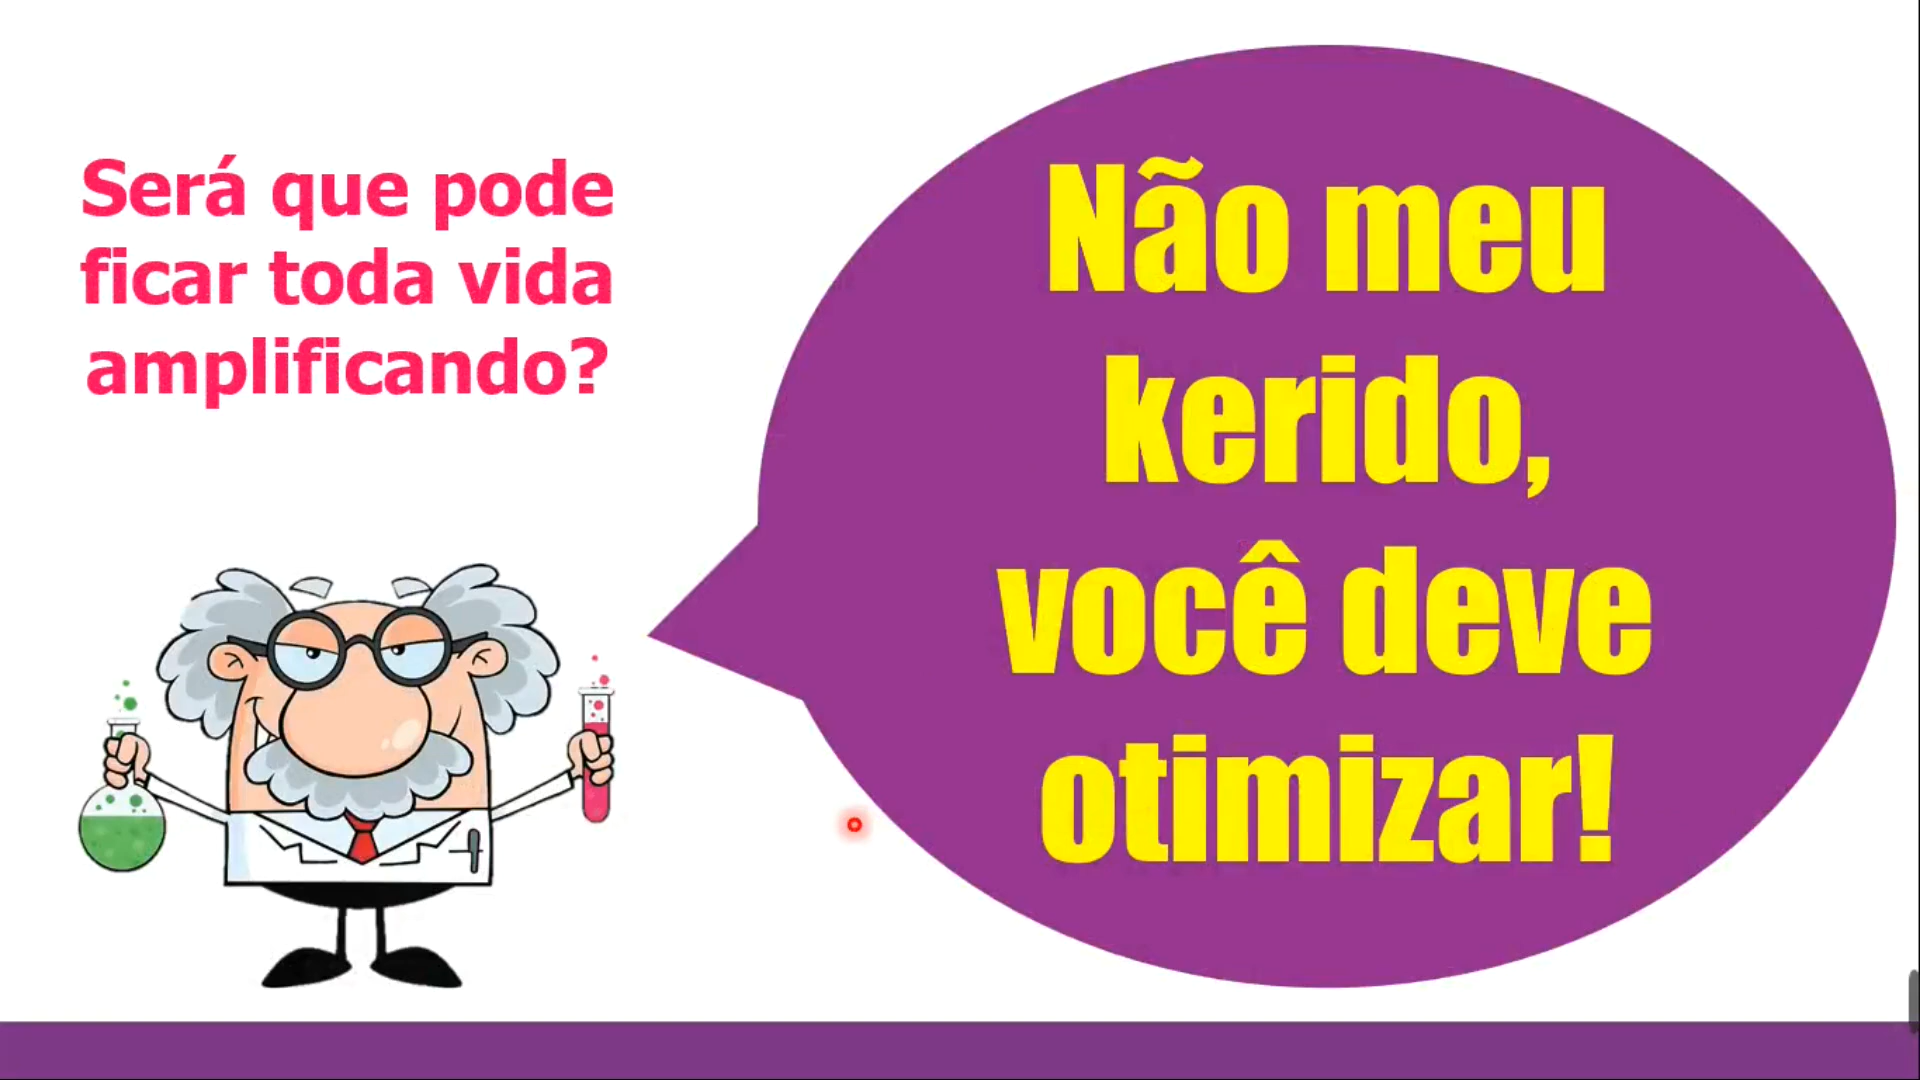 Será que pode
ficar toda vida
amplificando?
Não meu
kerido,
você deve
otimizar!